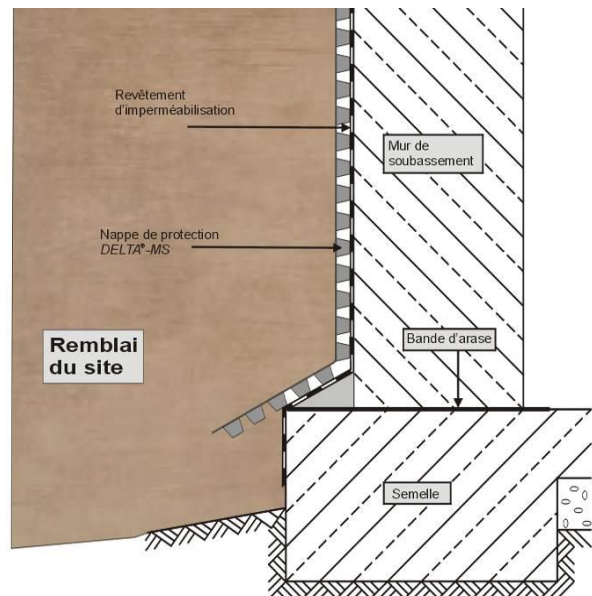 Revêtement
d'imperméabilisation
Mur de
soubassement
Nappe de protection
DELTA®-MS
Remblai
du site
Bande d'arase
Semelle